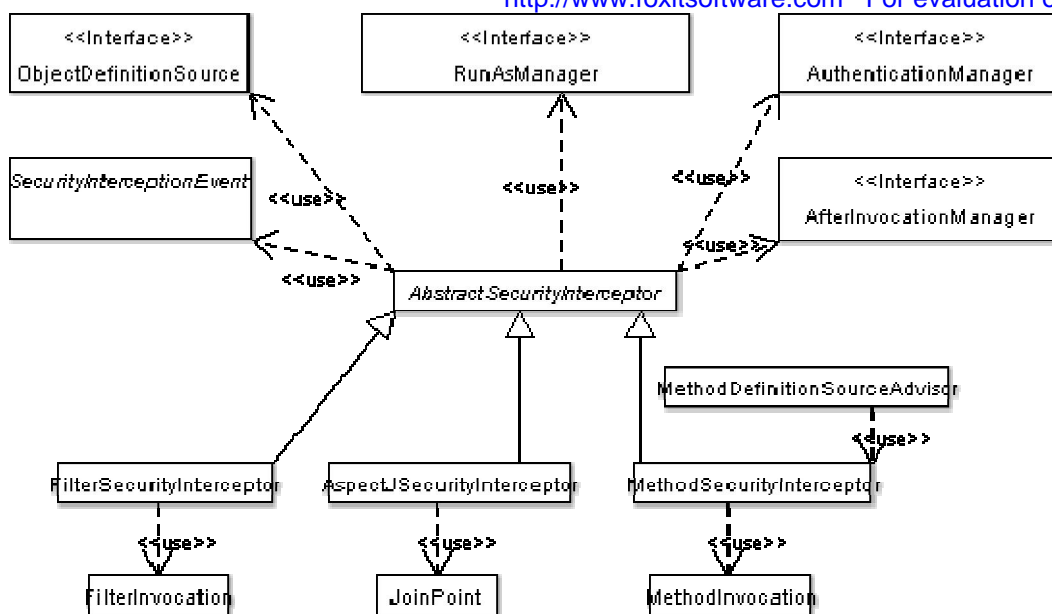 http://www.foxitsoftware.com For evaluation o
<<Interface>>
ObjectDefinitionSource
<<Interface>>
RunAsManager
<<Interface>>
AuthenticationManager
SecurityInterceptionEvent
<<use>>
<<use>>
<<use>>
<<Interface>>
AfterInvocationManager
<<use>>
<<use>>
AbstractSecurityInterceptor
MethodDefinitionSourceAdvisor
<<use>>
FilterSecurityInterceptor
AspectJSecurityInterceptor
MethodSecurityInterceptor
<<use>>
<<use>>
<<use>>
FilterInvocation
JoinPoint
MethodInvocation